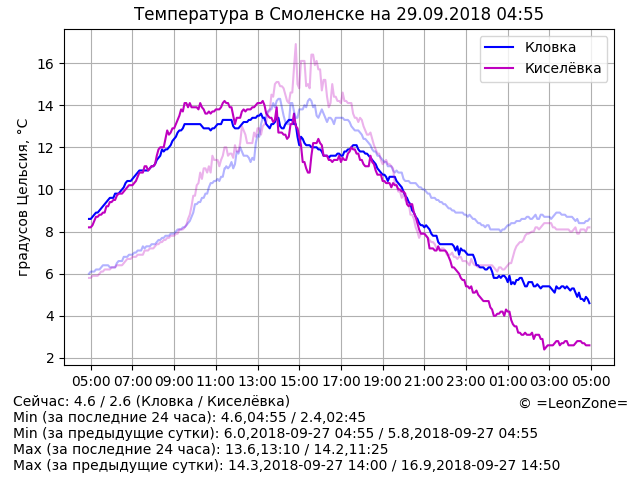 Температура в Смоленске на 29.09.2018 04:55
градусов Цельсия, °C
16
14
12
10
8
6
4
2
Кловка
Киселёвка
05:00 07:00 09:00 11:00 13:00 15:00 17:00 19:00 21:00 23:00 01:00 03:00 05:00
Сейчас: 4.6 / 2.6 (Кловка / Киселёвка)
© =LeonZone=
Min (за последние 24 часа): 4.6,04:55 / 2.4,02:45
Min (за предыдущие сутки): 6.0,2018-09-27 04:55 / 5.8,2018-09-27 04:55
Max (за последние 24 часа): 13.6,13:10 / 14.2,11:25
Max (за предыдущие сутки): 14.3,2018-09-27 14:00 / 16.9,2018-09-27 14:50